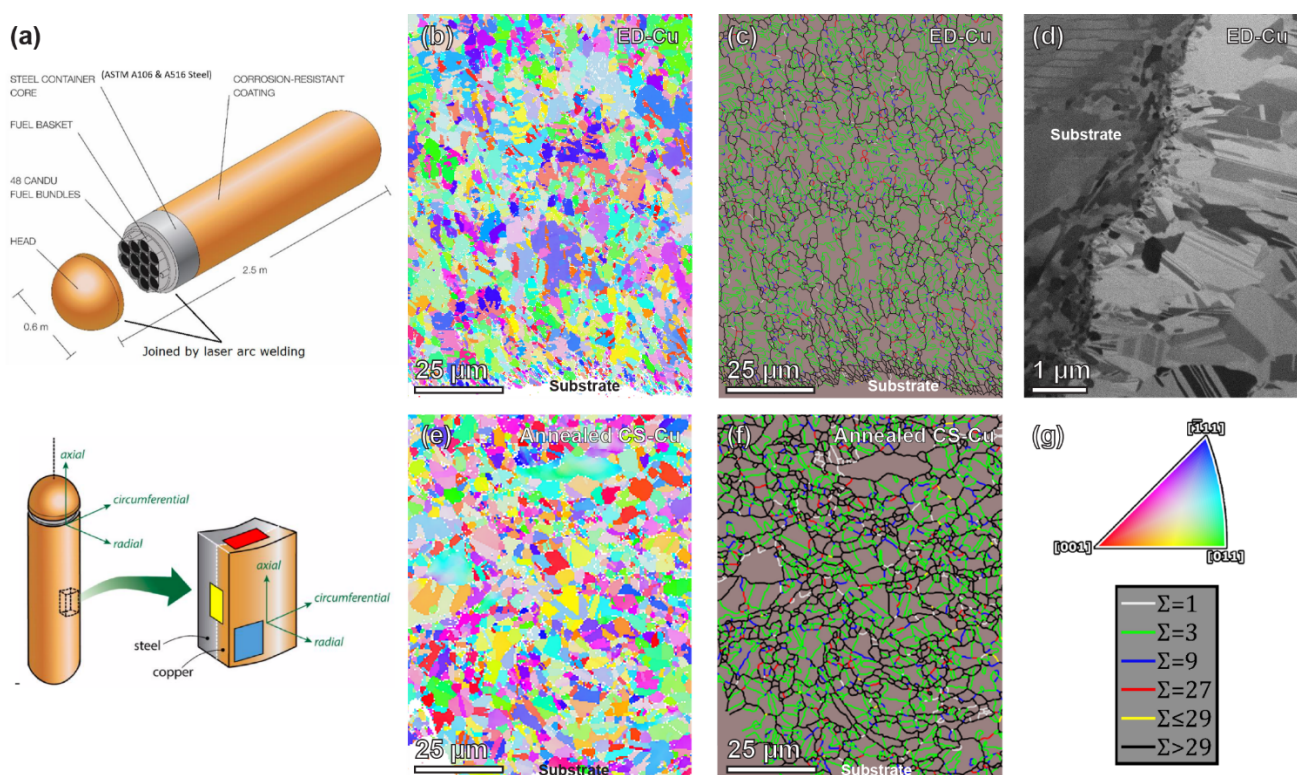 (a)
STEEL CONTAINER (ASTM A106 & A516 Steel)
CORE
CORROSION-RESISTANT
COATING
FUEL BASKET
48 CANDU
FUEL BUNDLES
HEAD
2.5 m
0.6 m
Joined by laser arc welding
(b)
ED-Cu
25 µm
Substrate
(c)
ED-Cu
25 µm
Substrate
(d)
ED-Cu
Substrate
1 µm
axial
circumferential
radial
axial
circumferential
radial
steel
copper
(e)
Annealed CS-Cu
25 µm
Substrate
(f)
Annealed CS-Cu
25 µm
Substrate
(g)
[1̄11]
[001]
[011]
Σ=1
Σ=3
Σ=9
Σ=27
Σ≤29
Σ>29